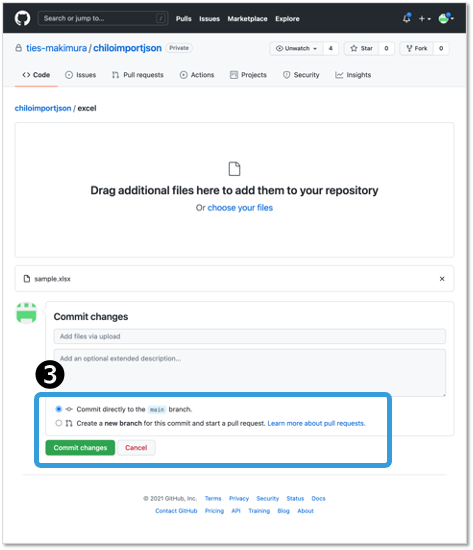 Search or jump to... /
Pulls Issues Marketplace Explore
ties-makimura / chiloimportjson Private
Unwatch 4 Star 0 Fork 0
Code Issues Pull requests Actions Projects Security Insights
chiloimportjson / excel
Drag additional files here to add them to your repository
Or choose your files
sample.xlsx
Commit changes
Add files via upload
Add an optional extended description...
3
Commit directly to the main branch.
Create a new branch for this commit and start a pull request. Learn more about pull requests.
Commit changes Cancel
© 2021 GitHub, Inc. Terms Privacy Security Status Docs
Contact GitHub Pricing API Training Blog About